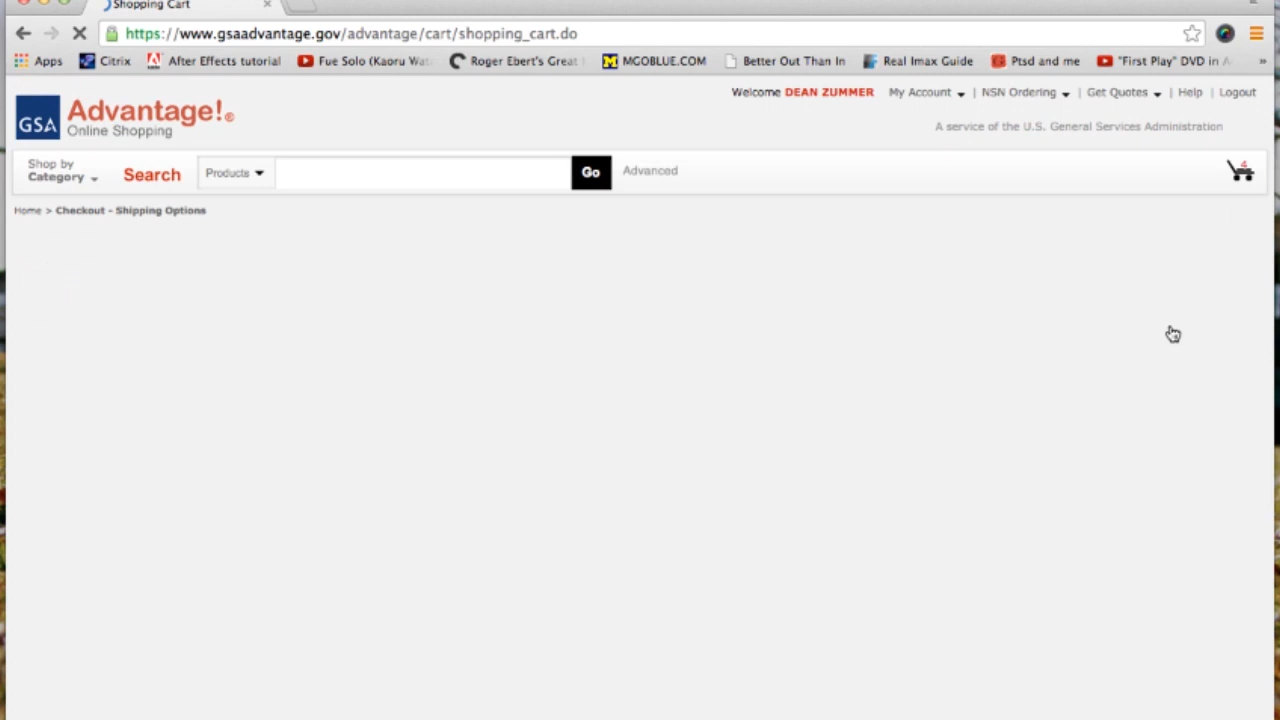 Shopping Cart
https://www.gsaadvantage.gov/advantage/cart/shopping_cart.do
Apps Citrix After Effects tutorial Fue Solo (Kaoru Roger Ebert's Great MGOBLUE.COM Better Out Than In Real Imax Guide Ptsd and me "First Play" DVD in »
Welcome DEAN ZUMMER My Account | NSN Ordering | Get Quotes | Help | Logout
GSA Advantage!®
Online Shopping
A service of the U.S. General Services Administration
Shop by
Category
Search Products Go Advanced 4
Home > Checkout - Shipping Options